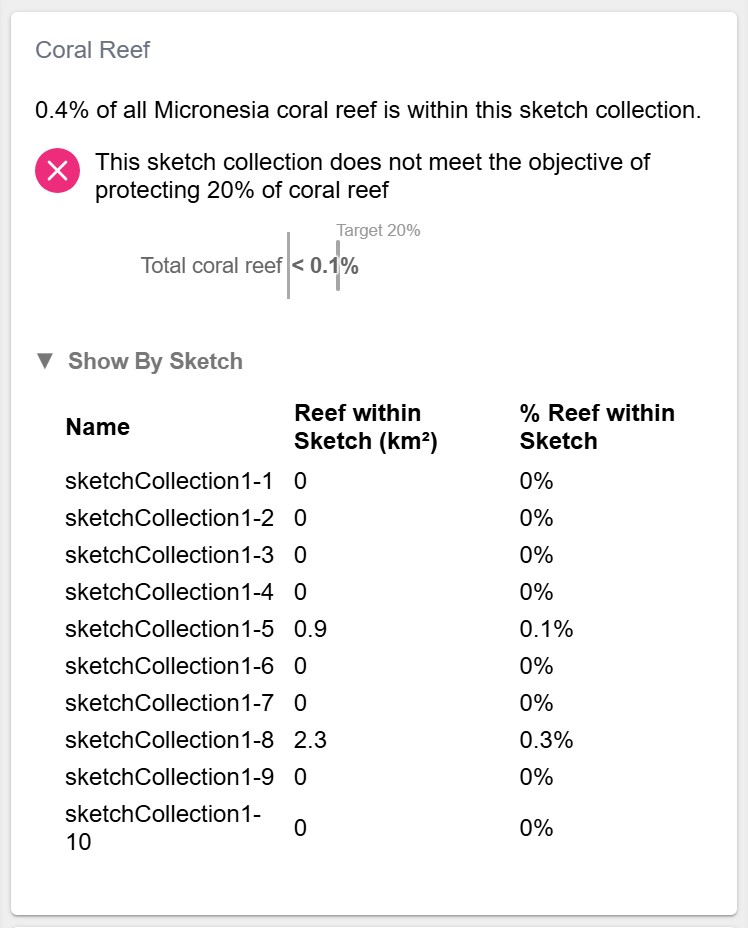 Coral Reef
0.4% of all Micronesia coral reef is within this sketch collection.
This sketch collection does not meet the objective of
protecting 20% of coral reef
Target 20%
Total coral reef < 0.1%
▼ Show By Sketch
Name Reef within Sketch (km²) % Reef within Sketch
sketchCollection1-1 0 0%
sketchCollection1-2 0 0%
sketchCollection1-3 0 0%
sketchCollection1-4 0 0%
sketchCollection1-5 0.9 0.1%
sketchCollection1-6 0 0%
sketchCollection1-7 0 0%
sketchCollection1-8 2.3 0.3%
sketchCollection1-9 0 0%
sketchCollection1-
10 0 0%